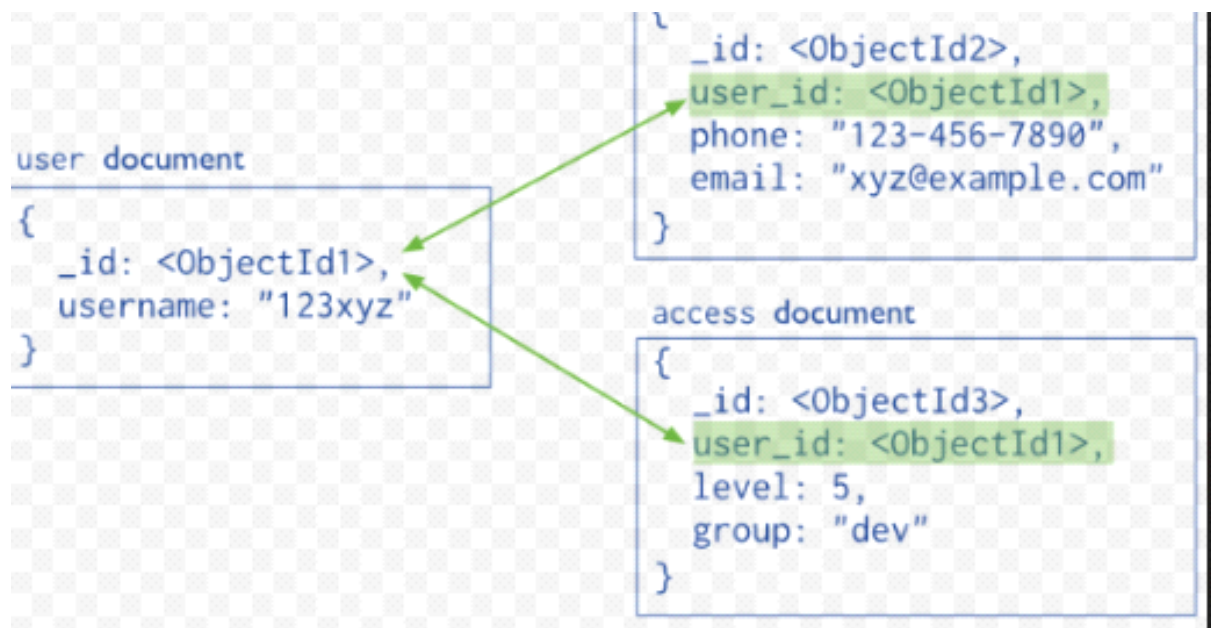 {
_id: <ObjectId2>,
user_id: <ObjectId1>,
phone: "123-456-7890",
email: "xyz@example.com"
}
user document
{
_id: <ObjectId1>,
username: "123xyz"
}
access document
{
_id: <ObjectId3>,
user_id: <ObjectId1>,
level: 5,
group: "dev"
}